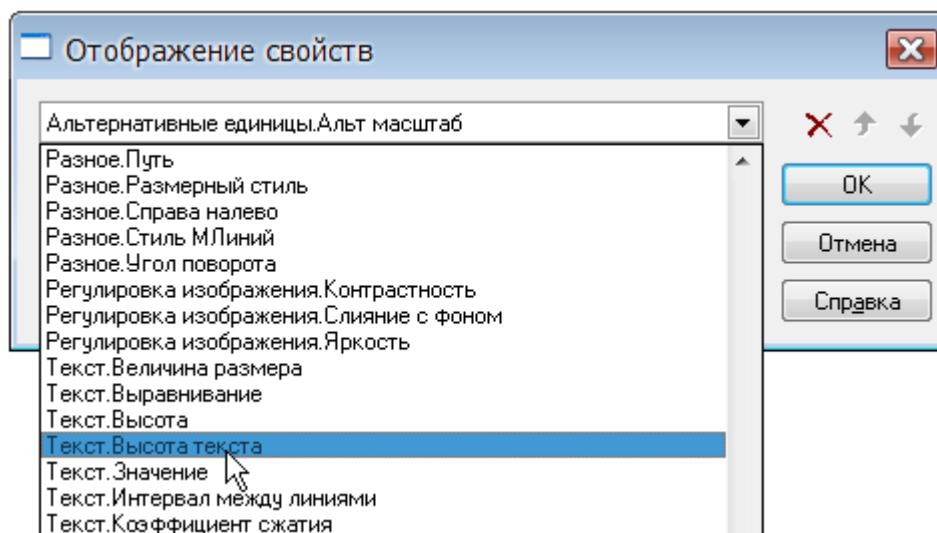 Отображение свойств
Альтернативные единицы.Альт масштаб
Разное.Путь
Разное.Размерный стиль
Разное.Справа налево
Разное.Стиль МЛиний
Разное.Угол поворота
Регулировка изображения.Контрастность
Регулировка изображения.Слияние с фоном
Регулировка изображения.Яркость
Текст.Величина размера
Текст.Выравнивание
Текст.Высота
Текст.Высота текста
Текст.Значение
Текст.Интервал между линиями
Текст.Коэффициент сжатия
OK
Отмена
Справка